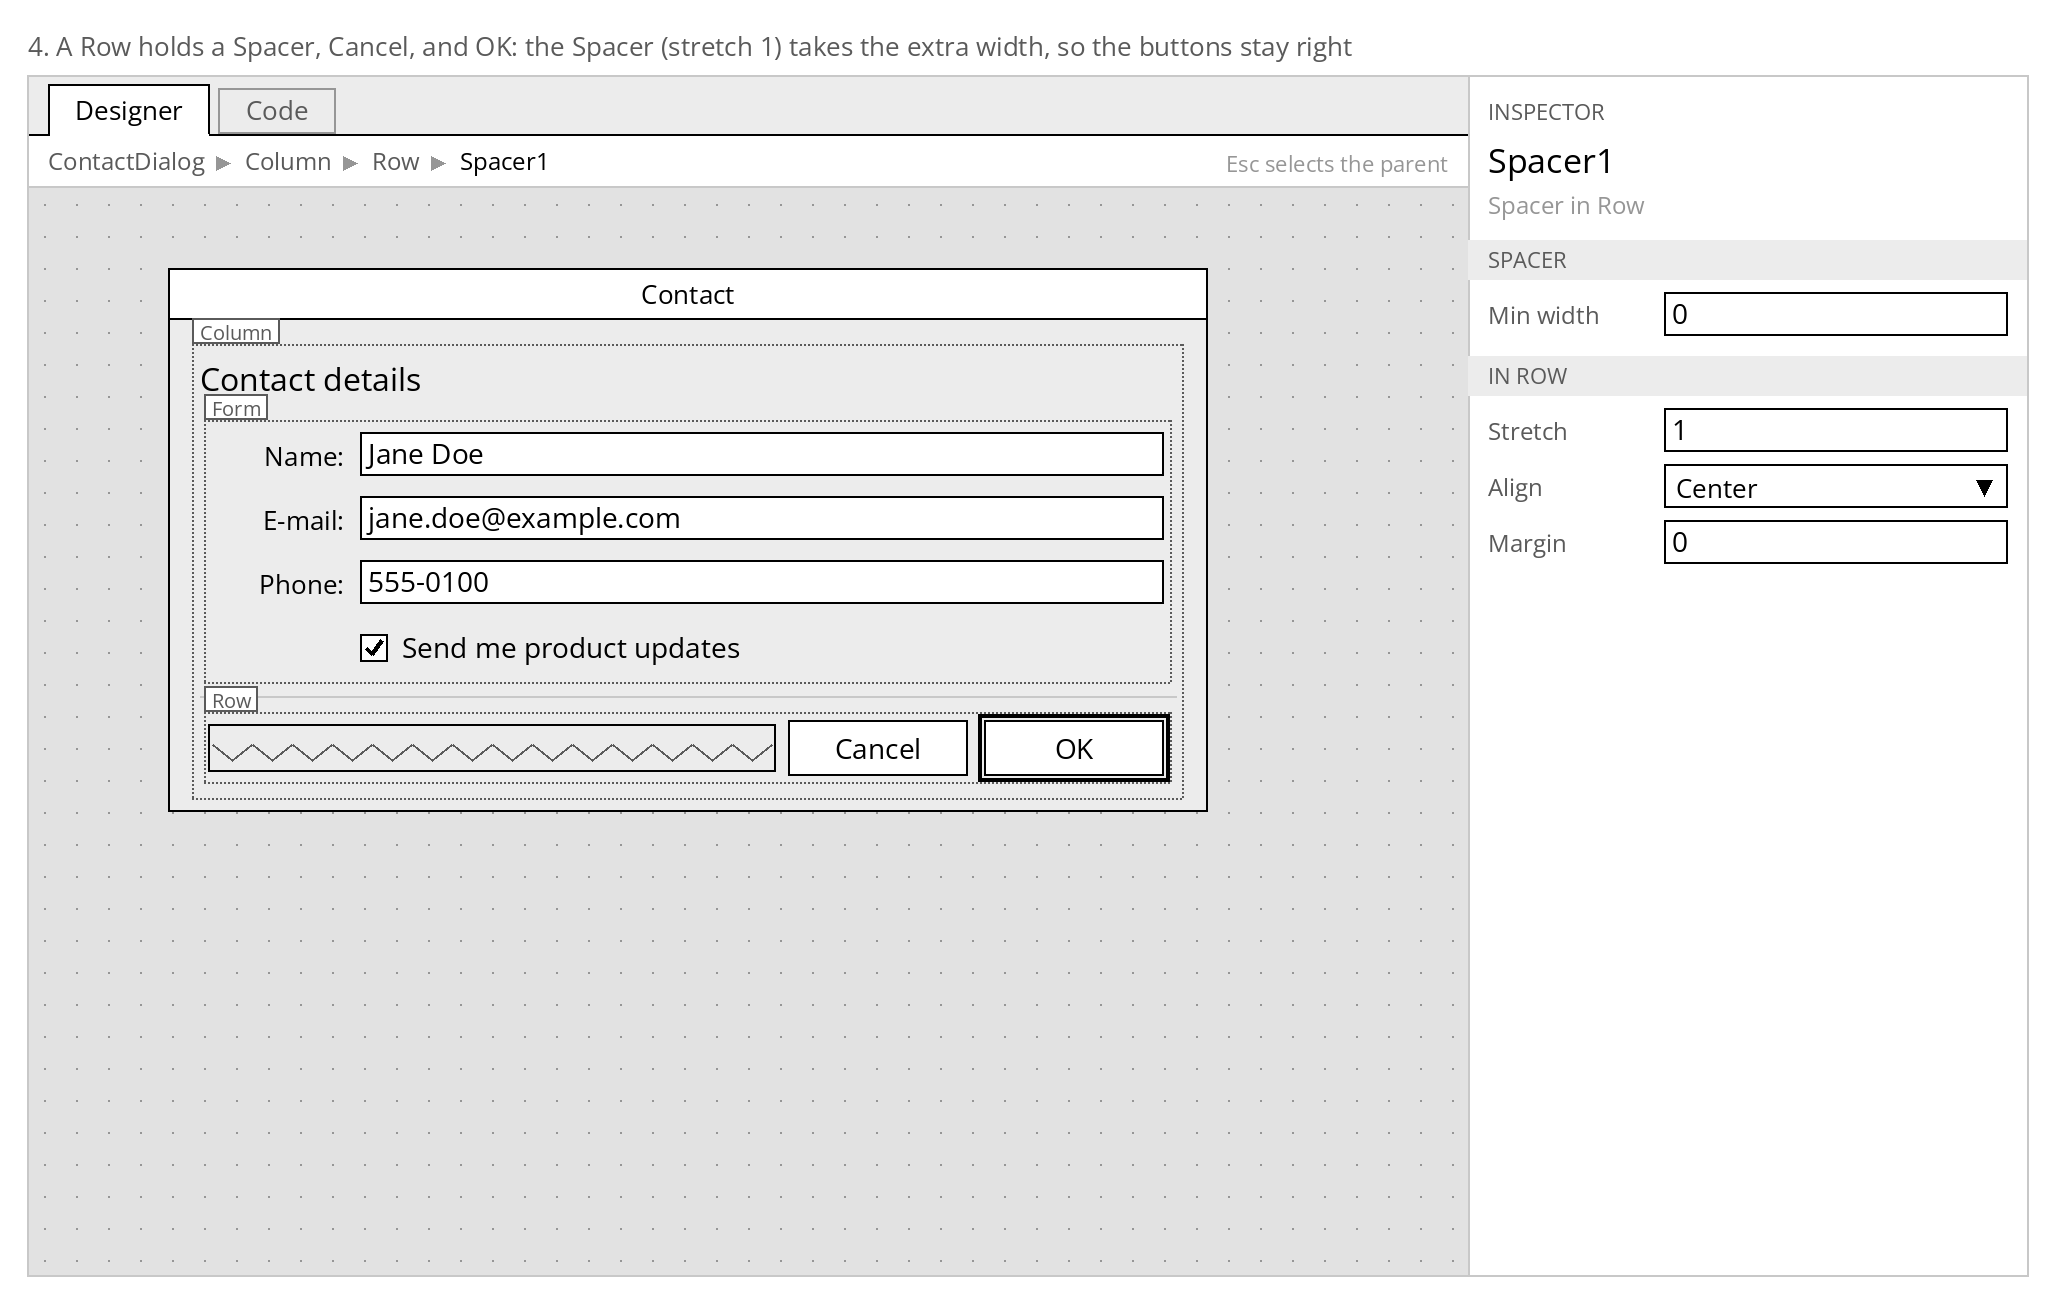 4. A Row holds a Spacer, Cancel, and OK: the Spacer (stretch 1) takes the extra width, so the buttons stay right
Designer
Code
ContactDialog ▶ Column ▶ Row ▶ Spacer1
Esc selects the parent
Contact
Column
Contact details
Form
Name: Jane Doe
E-mail: jane.doe@example.com
Phone: 555-0100
Send me product updates
Row
Cancel
OK
INSPECTOR
Spacer1
Spacer in Row
SPACER
Min width 0
IN ROW
Stretch 1
Align Center
Margin 0